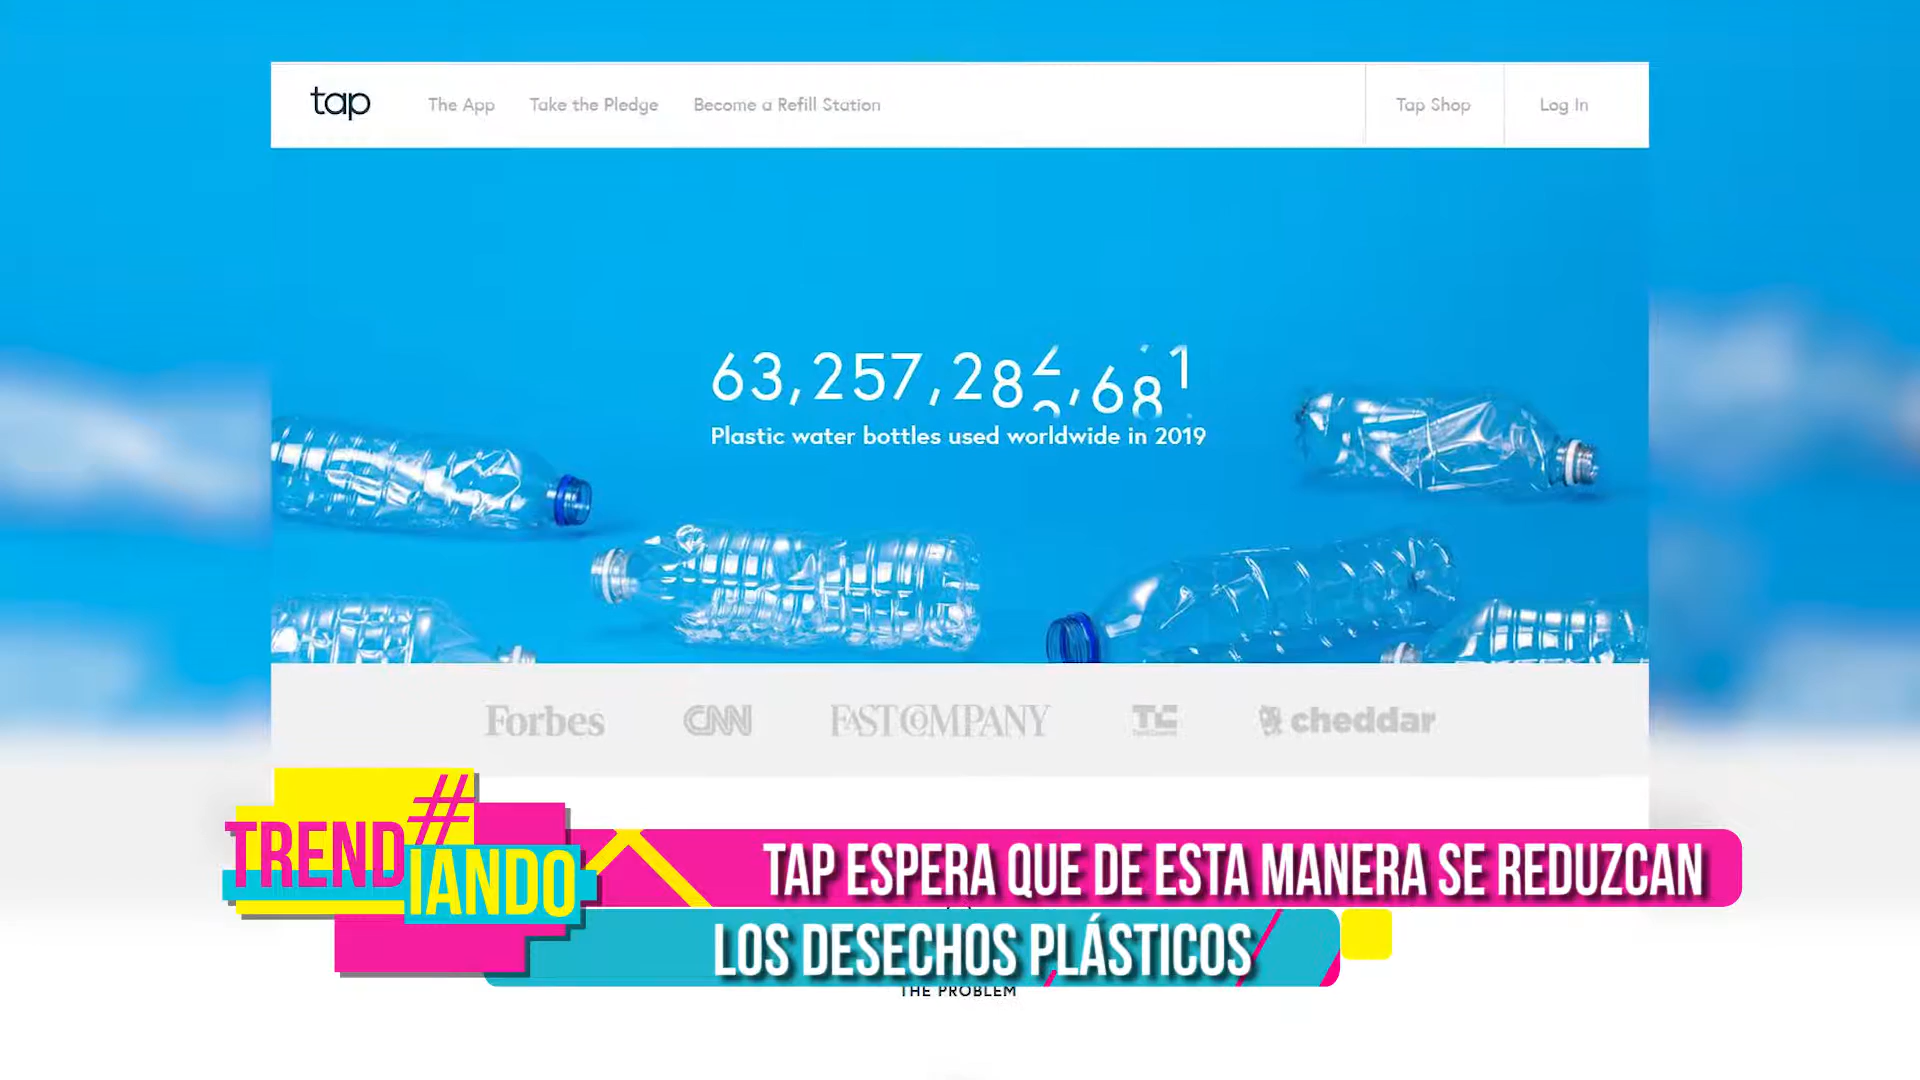 tap
The App
Take the Pledge
Become a Refill Station
Tap Shop
Log In
Plastic water bottles used worldwide in 2019
Forbes
CNN
FAST COMPANY
TC
cheddar
#
TRENDIANDO
TAP ESPERA QUE DE ESTA MANERA SE REDUZCAN
LOS DESECHOS PLÁSTICOS
THE PROBLEM